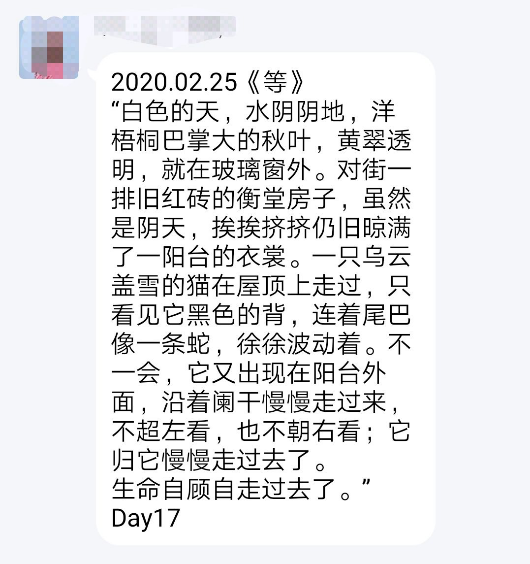 2020.02.25《等》
“白色的天，水阴阴地，洋
梧桐巴掌大的秋叶，黄翠透
明，就在玻璃窗外。对街一
排旧红砖的衡堂房子，虽然
是阴天，挨挨挤挤仍旧晾满
了一阳台的衣裳。一只乌云
盖雪的猫在屋顶上走过，只
看见它黑色的背，连着尾巴
像一条蛇，徐徐波动着。不
一会，它又出现在阳台外
面，沿着阑干慢慢走过来，
不超左看，也不朝右看；它
归它慢慢走过去了。
生命自顾自走过去了。”
Day17